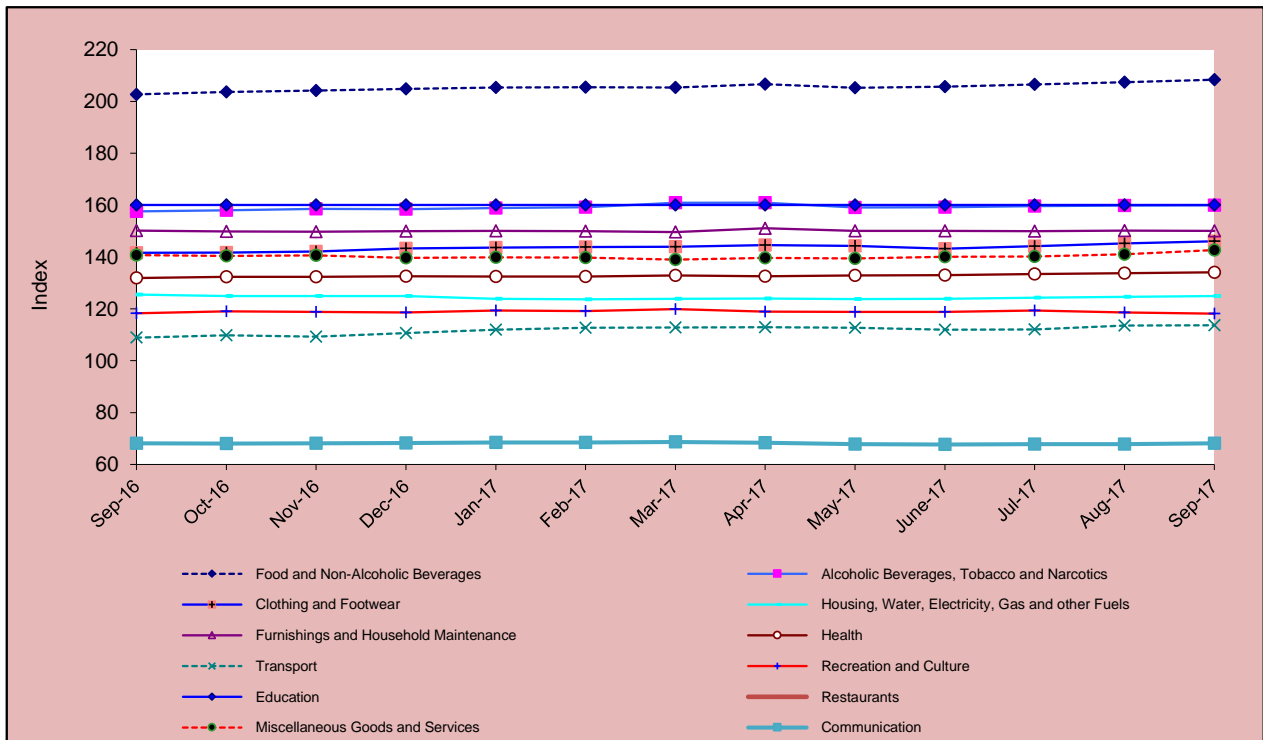 220
200
180
160
140
120
100
80
60
Index
Sep-16
Oct-16
Nov-16
Dec-16
Jan-17
Feb-17
Mar-17
Apr-17
May-17
June-17
Jul-17
Aug-17
Sep-17
Food and Non-Alcoholic Beverages
Alcoholic Beverages, Tobacco and Narcotics
Clothing and Footwear
Housing, Water, Electricity, Gas and other Fuels
Furnishings and Household Maintenance
Health
Transport
Recreation and Culture
Education
Restaurants
Miscellaneous Goods and Services
Communication